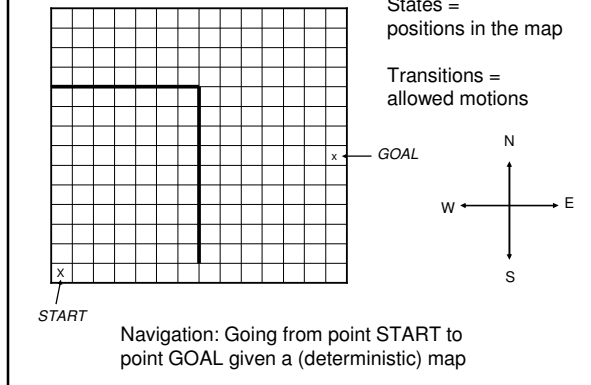 States =
positions in the map
Transitions =
allowed motions
N
x
GOAL
W
E
S
X
START
Navigation: Going from point START to
point GOAL given a (deterministic) map